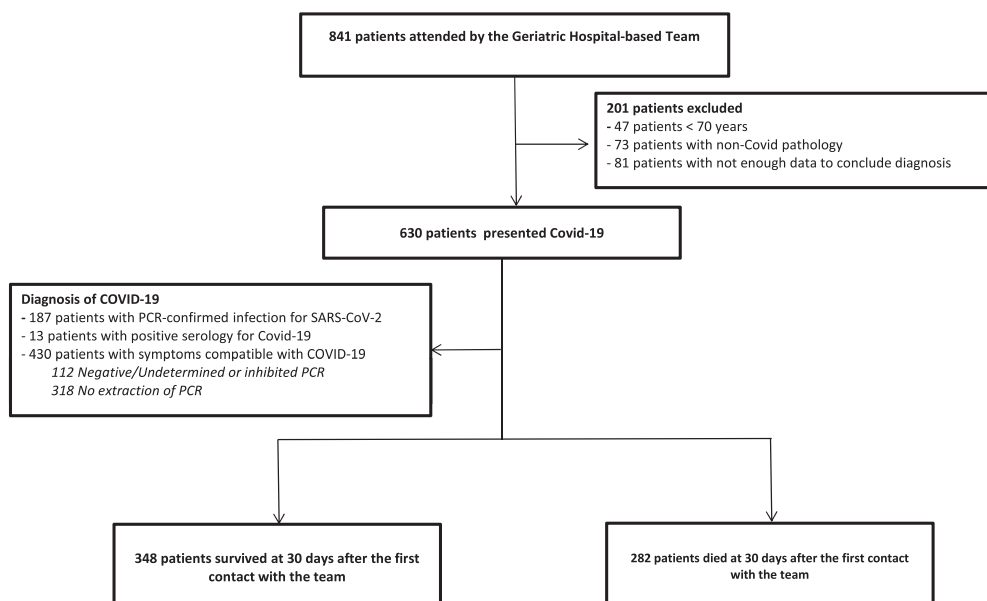 841 patients attended by the Geriatric Hospital-based Team
201 patients excluded
- 47 patients < 70 years
- 73 patients with non-Covid pathology
- 81 patients with not enough data to conclude diagnosis
630 patients presented Covid-19
Diagnosis of COVID-19
- 187 patients with PCR-confirmed infection for SARS-CoV-2
- 13 patients with positive serology for Covid-19
- 430 patients with symptoms compatible with COVID-19
112 Negative/Undetermined or inhibited PCR
318 No extraction of PCR
348 patients survived at 30 days after the first
contact with the team
282 patients died at 30 days after the first contact
with the team